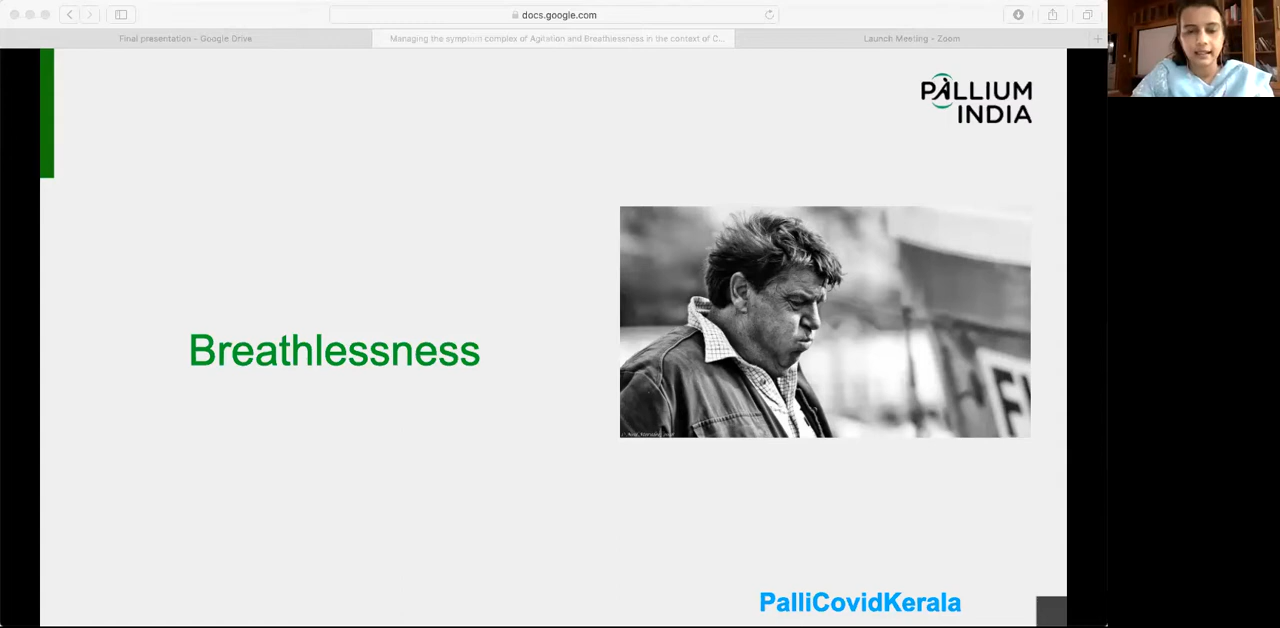 docs.google.com
Final presentation - Google Drive
Managing the symptom complex of Agitation and Breathlessness in the context of C...
Launch Meeting - Zoom
PALLIUM
INDIA
Breathlessness
PalliCovidKerala